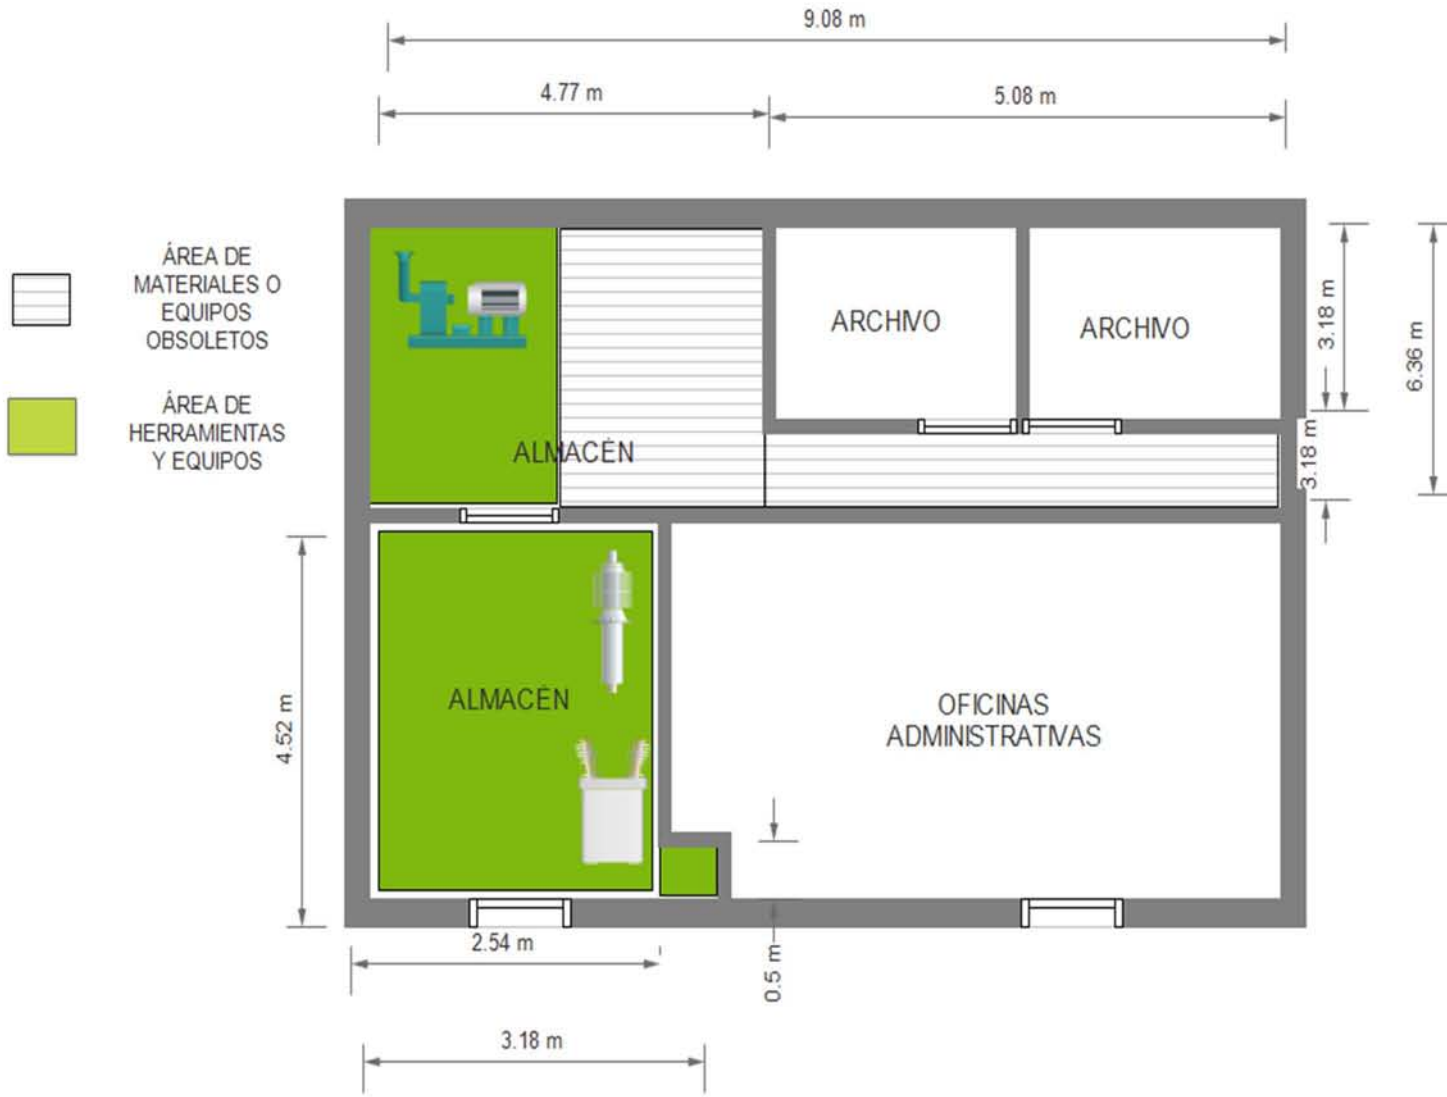 9.08 m
4.77 m
5.08 m
ÁREA DE
MATERIALES O
EQUIPOS
OBSOLETOS
ÁREA DE
HERRAMIENTAS
Y EQUIPOS
ARCHIVO
ARCHIVO
3.18 m
6.36 m
ALMACÉN
3.18 m
ALMACÉN
4.52 m
OFICINAS
ADMINISTRATIVAS
2.54 m
0.5 m
3.18 m